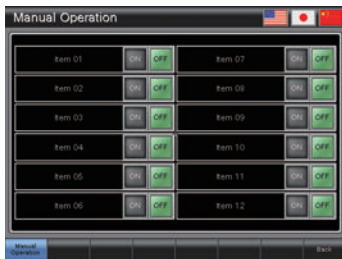 Manual Operation
Item 01 ON OFF Item 07 ON OFF
Item 02 ON OFF Item 08 ON OFF
Item 03 ON OFF Item 09 ON OFF
Item 04 ON OFF Item 10 ON OFF
Item 05 ON OFF Item 11 ON OFF
Item 06 ON OFF Item 12 ON OFF
Manual
Operation
Back